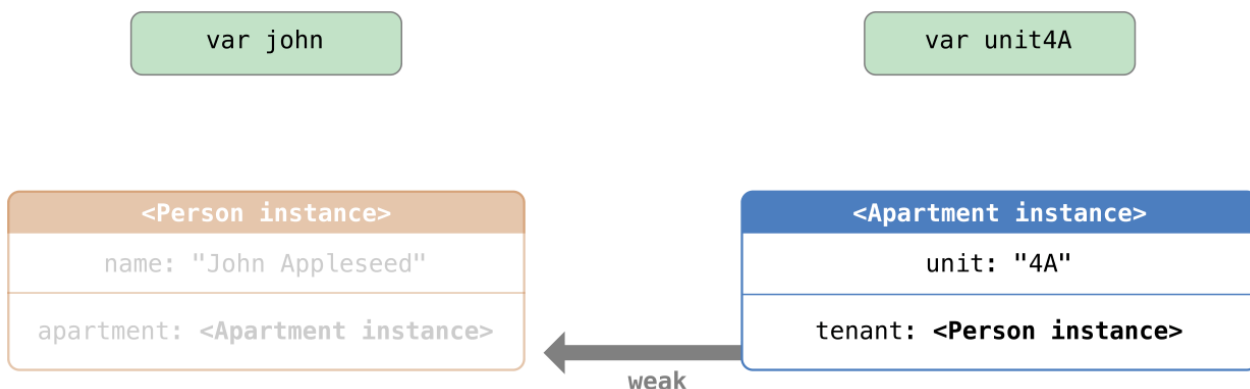 var john
var unit4A
<Person instance>
name: "John Appleseed"
apartment: <Apartment instance>
<Apartment instance>
unit: "4A"
tenant: <Person instance>
weak